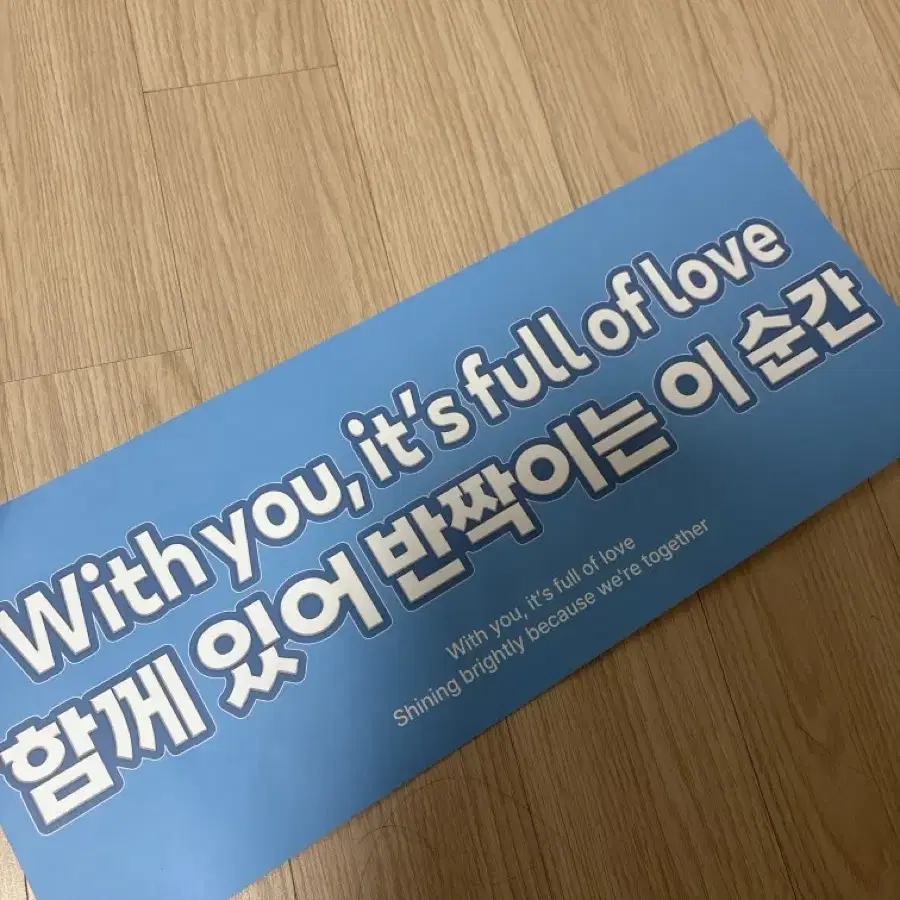 With you, it's full of love
함께 있어 반짝이는 이 순간
With you, it's full of love
Shining brightly because we're together